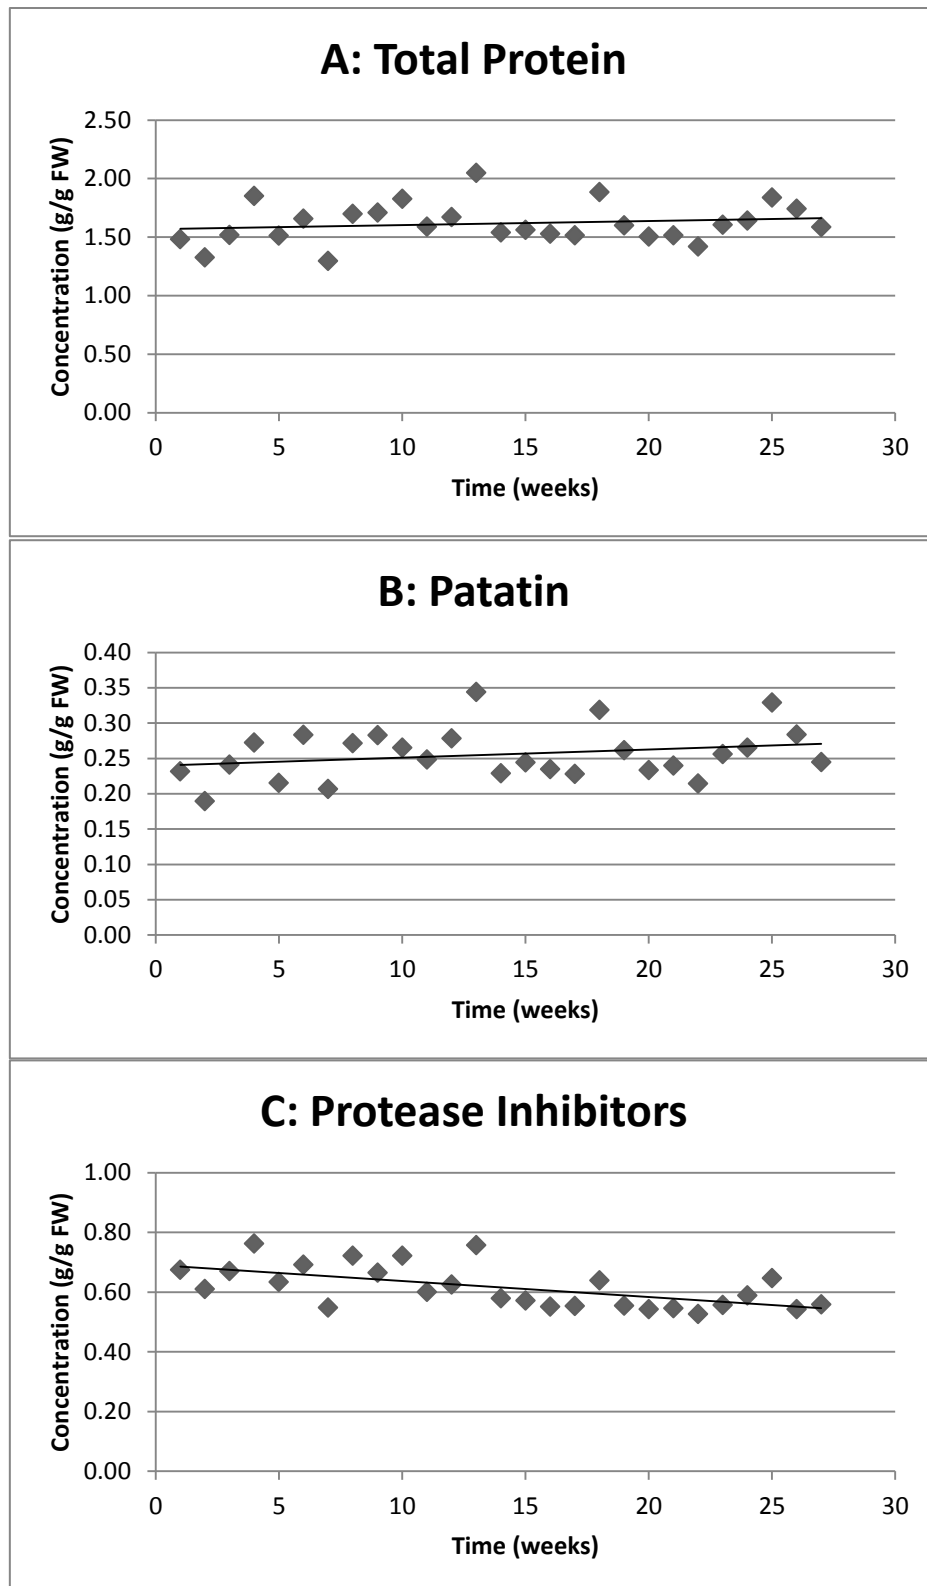 A: Total Protein
Concentration (g/g FW)
2.50
2.00
1.50
1.00
0.50
0.00
0 5 10 15 20 25 30
Time (weeks)
B: Patatin
Concentration (g/g FW)
0.40
0.35
0.30
0.25
0.20
0.15
0.10
0.05
0.00
0 5 10 15 20 25 30
Time (weeks)
C: Protease Inhibitors
Concentration (g/g FW)
1.00
0.80
0.60
0.40
0.20
0.00
0 5 10 15 20 25 30
Time (weeks)